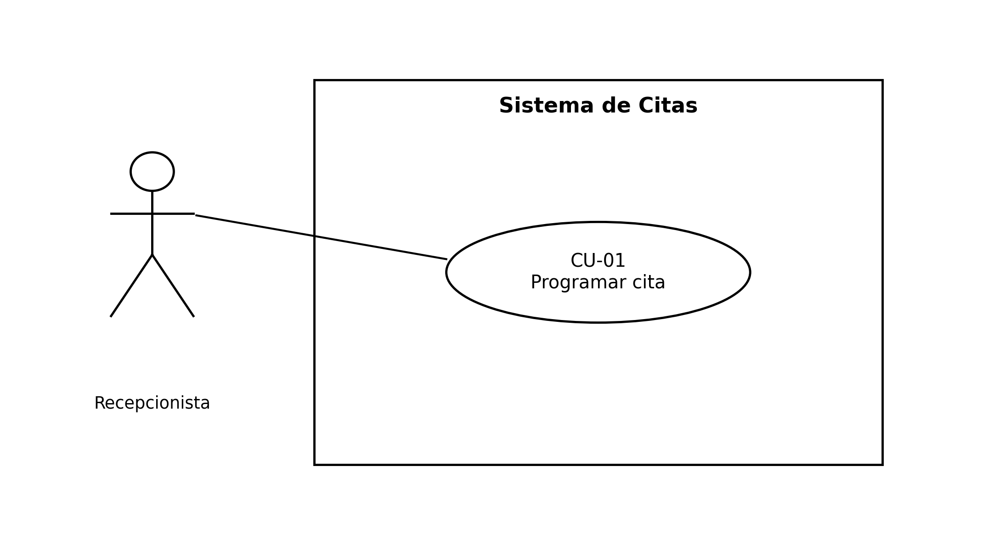 Sistema de Citas
CU-01
Programar cita
Recepcionista